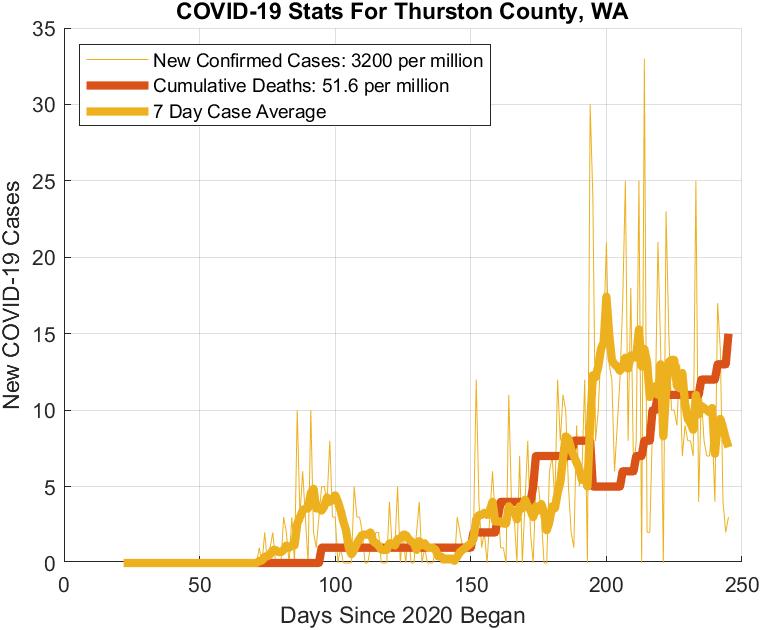 COVID-19 Stats For Thurston County, WA
35
30
25
20
15
10
5
0
New COVID-19 Cases
New Confirmed Cases: 3200 per million
Cumulative Deaths: 51.6 per million
7 Day Case Average
0 50 100 150 200 250
Days Since 2020 Began